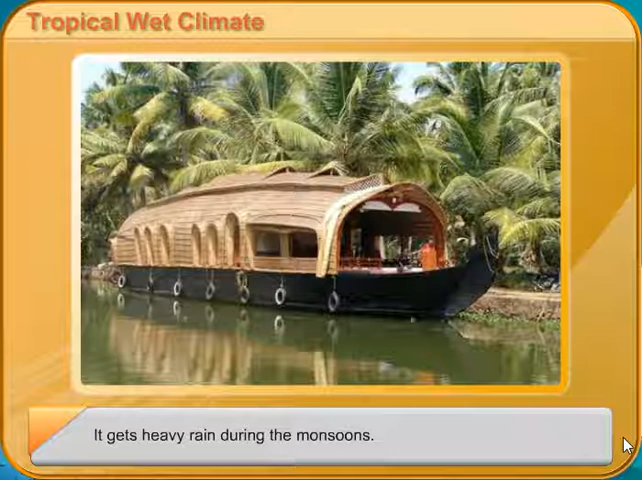 Tropical Wet Climate
It gets heavy rain during the monsoons.